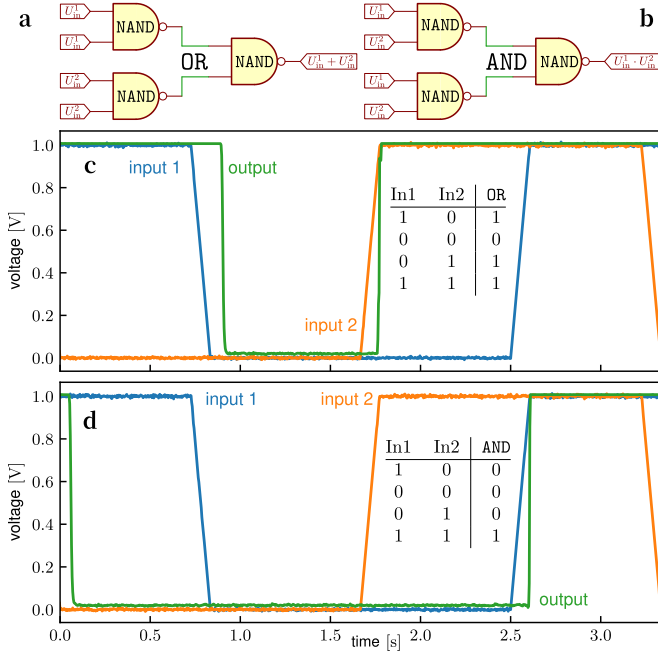 a
U¹in
NAND
U¹in
OR
NAND
U¹in + U²in
U²in
NAND
U²in
b
U¹in
NAND
U¹in
AND
NAND
U¹in · U²in
U²in
NAND
U²in
c
input 1
output
input 2
In1 In2 OR
1 0 1
0 0 0
0 1 1
1 1 1
voltage [V]
1.0
0.8
0.6
0.4
0.2
0.0
d
input 1
input 2
output
In1 In2 AND
1 0 0
0 0 0
0 1 0
1 1 1
voltage [V]
1.0
0.8
0.6
0.4
0.2
0.0
0.0 0.5 1.0 2.0 2.5 3.0
time [s]